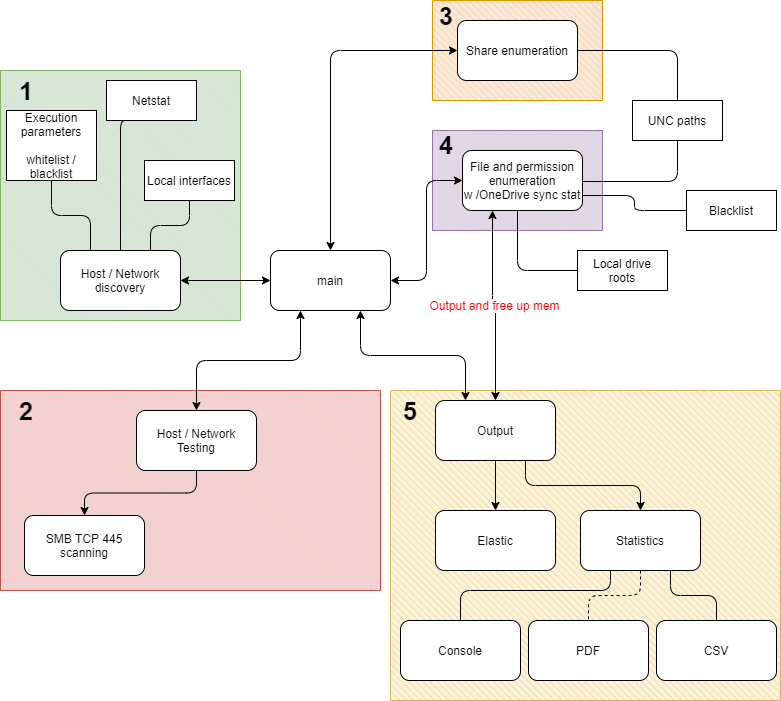 1
Execution
parameters
whitelist /
blacklist
Netstat
Local interfaces
Host / Network
discovery
main
3
Share enumeration
UNC paths
4
File and permission
enumeration
w /OneDrive sync stat
Blacklist
Local drive
roots
Output and free up mem
2
Host / Network
Testing
SMB TCP 445
scanning
5
Output
Elastic
Statistics
Console
PDF
CSV